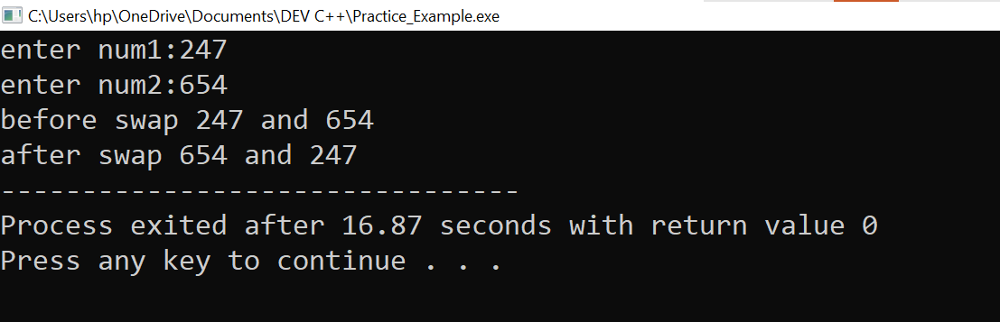 C:\Users\hp\OneDrive\Documents\DEV C++\Practice_Example.exe
enter num1:247
enter num2:654
before swap 247 and 654
after swap 654 and 247
--------------------------------
Process exited after 16.87 seconds with return value 0
Press any key to continue . . .